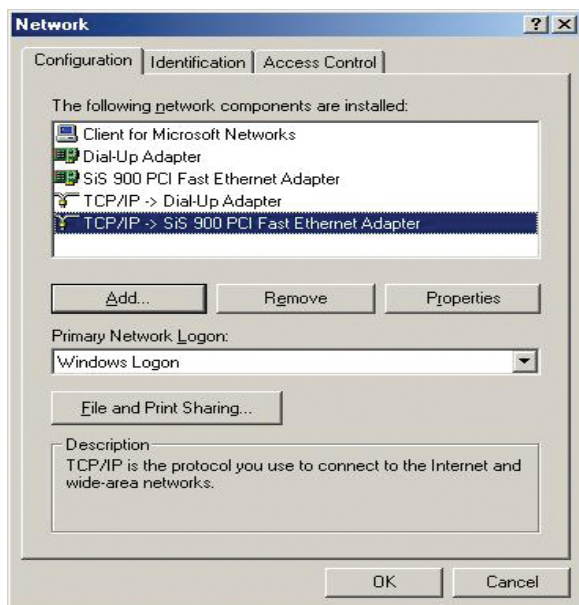 Network
Configuration Identification Access Control
The following network components are installed:
Client for Microsoft Networks
Dial-Up Adapter
SiS 900 PCI Fast Ethernet Adapter
TCP/IP -> Dial-Up Adapter
TCP/IP -> SiS 900 PCI Fast Ethernet Adapter
Add... Remove Properties
Primary Network Logon:
Windows Logon
File and Print Sharing...
Description
TCP/IP is the protocol you use to connect to the Internet and
wide-area networks.
OK Cancel